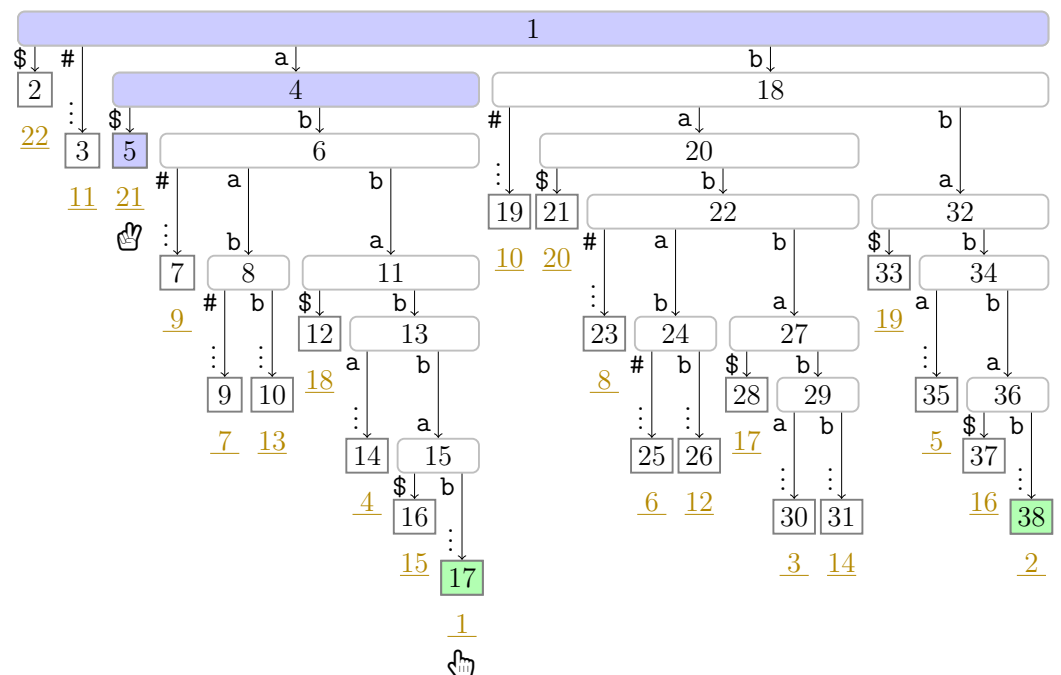 1
$ # a b
2 4 18
22 $ b # a b
3 5 6 20
11 21 # a b $ b a
19 21 22 32
b a 10 20 # a b $ b
7 8 11 33 34
9 # b $ b b a 19 a b
12 13 23 24 27
18 a b 8 # b $ b a
9 10 28 29 35 36
7 13 a 17 a b 5 $ b
14 15 25 26 37
4 $ b 6 12 16
16 30 31 38
15 3 14 2
17
1